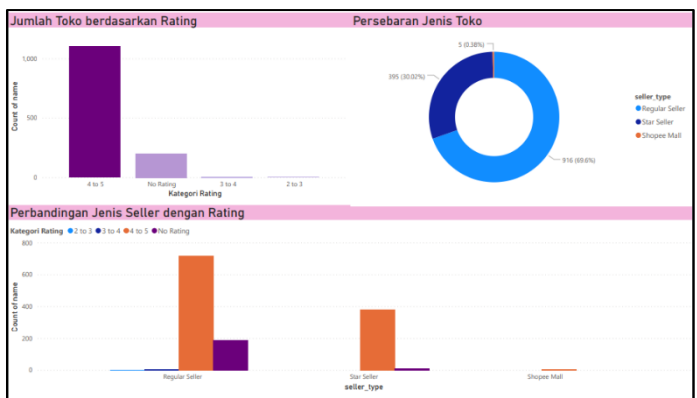 Jumlah Toko berdasarkan Rating
1,000
500
0
Count of name
4 to 5
No Rating
3 to 4
2 to 3
Kategori Rating
Persebaran Jenis Toko
5 (0.38%)
395 (30.02%)
916 (69.6%)
seller_type
Regular Seller
Star Seller
Shopee Mall
Perbandingan Jenis Seller dengan Rating
Kategori Rating 2 to 3 3 to 4 4 to 5 No Rating
800
600
400
200
0
Count of name
Regular Seller
Star Seller
Shopee Mall
seller_type